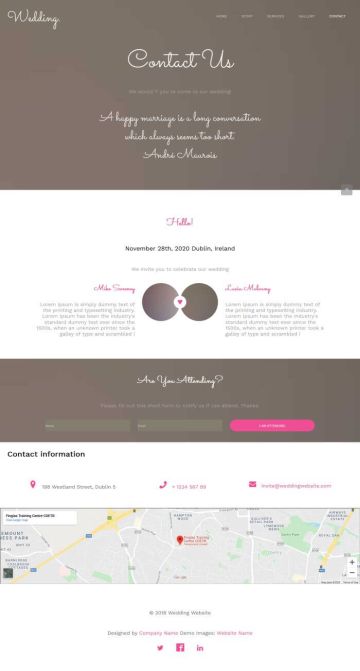 Wedding.
HOME STORY SERVICES GALLERY CONTACT
Contact Us
We would if you to come to our wedding
A happy marriage is a long conversation
which always seems too short.
André Maurois
Hello!
November 28th, 2020 Dublin, Ireland
We invite you to celebrate our wedding
Mike Sweeney
Lorem Ipsum is simply dummy text of
the printing and typesetting industry.
Lorem Ipsum has been the industry's
standard dummy text ever since the
1500s, when an unknown printer took a
galley of type scrambled i
Lorem Ipsum is simply dummy text of
the printing and typesetting industry.
Lorem Ipsum has been the industry's
standard dummy text ever since the
1500s, when an unknown printer took a
galley of type scrambled i
Are You Attending?
Please fill out this short form to notify us if you attend. Thanks
Name
Email
I AM ATTENDING
Contact information
198 Westland Street, Dublin 5
+ 1234 567 89
invite@weddingwebsite.com
Finglas Training
Centre CDETB
View larger map
HAMPTON
WOOD
Finglas Training
Centre CDETB
Google
© 2018 Wedding Website
Designed by Company Name Demo Images: Website Name